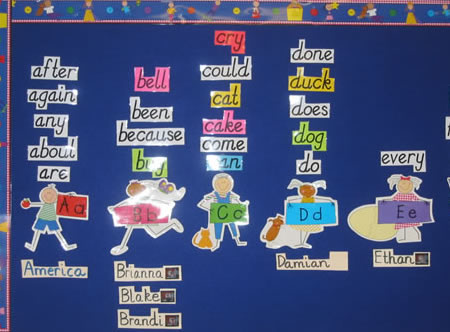 after
again
any
about
are
Aa
America
bell
been
because
Bb
Brianna
Blake
Brandi
cry
could
cat
cake
come
can
Cc
done
duck
does
dog
do
Dd
Damian
every
Ee
Ethan